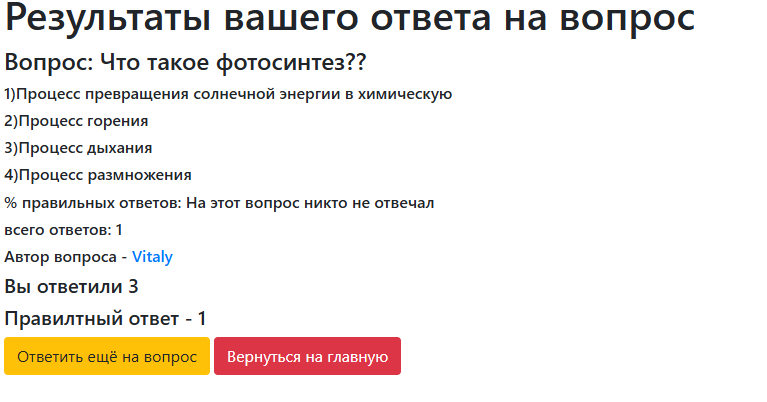 Результаты вашего ответа на вопрос
Вопрос: Что такое фотосинтез??
1)Процесс превращения солнечной энергии в химическую
2)Процесс горения
3)Процесс дыхания
4)Процесс размножения
% правильных ответов: На этот вопрос никто не отвечал
всего ответов: 1
Автор вопроса - Vitaly
Вы ответили 3
Правилтный ответ - 1
Ответить ещё на вопрос Вернуться на главную